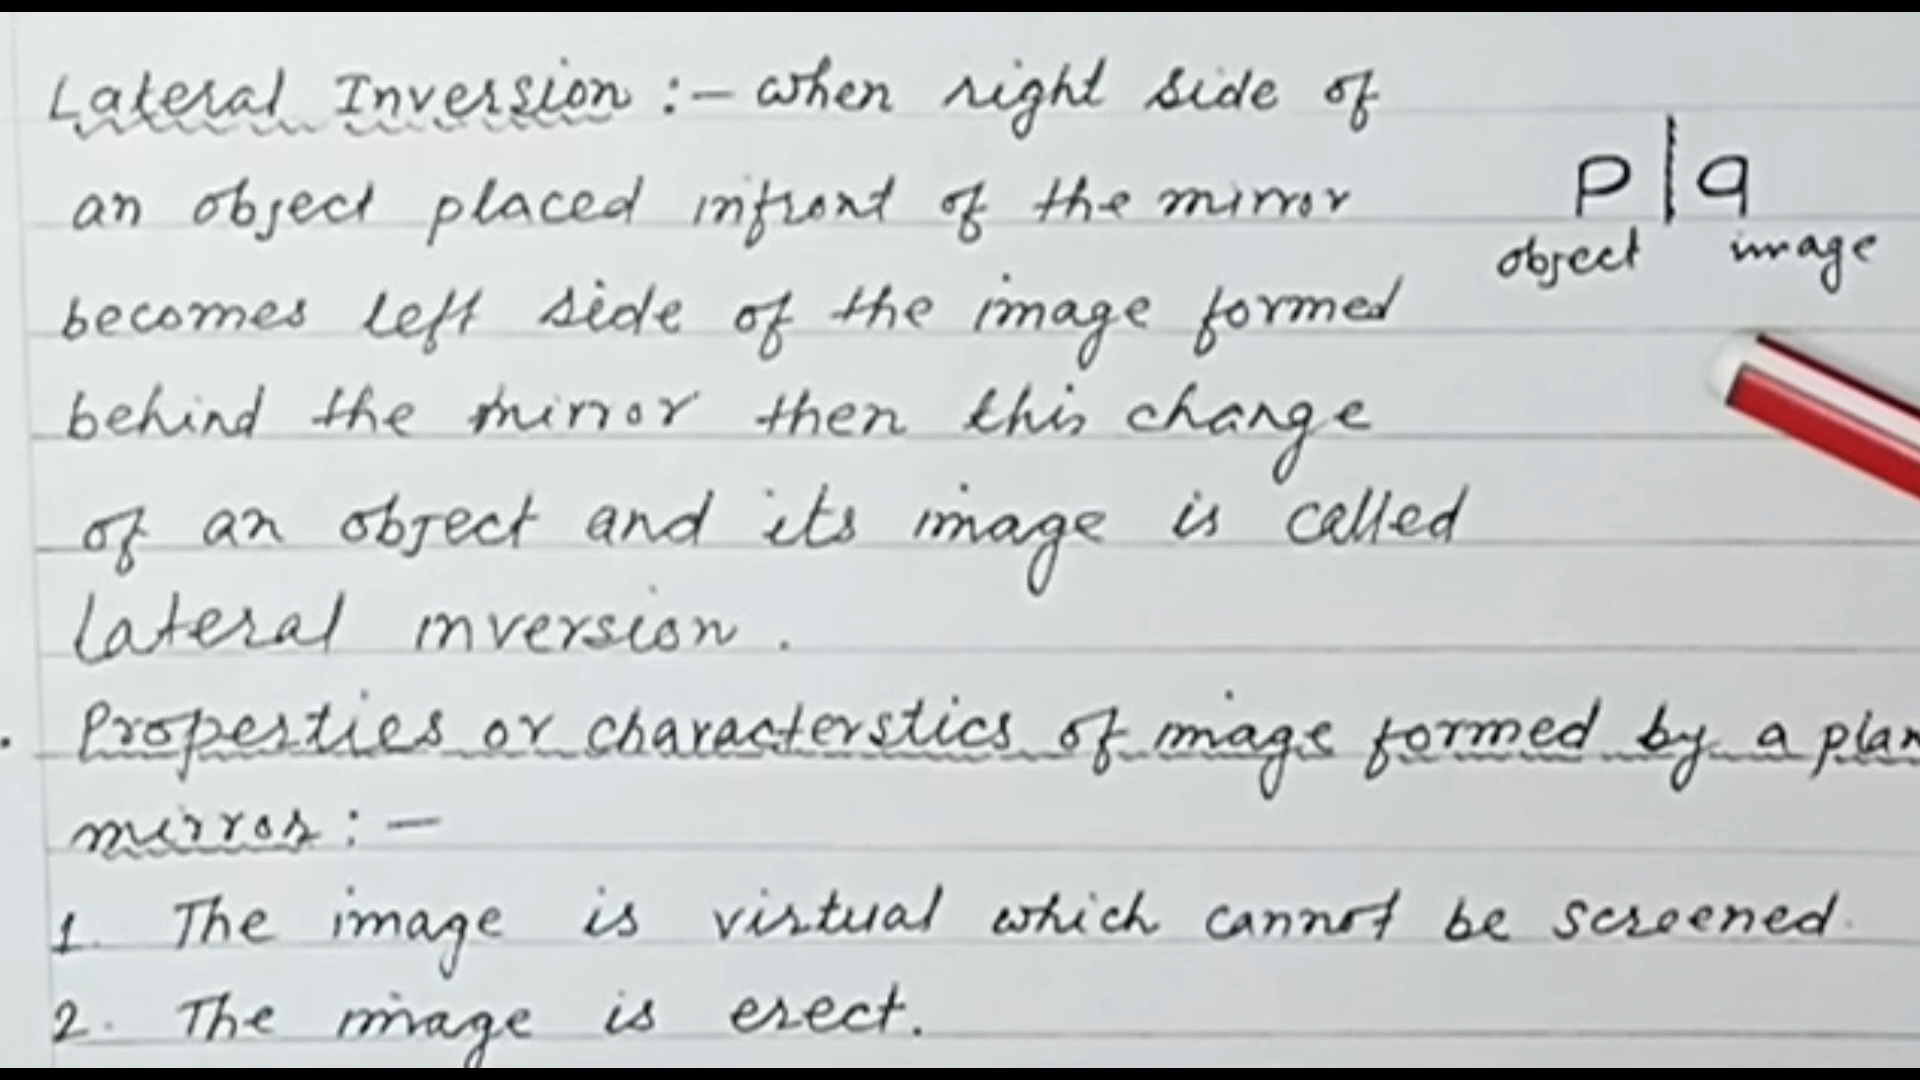 Lateral Inversion :- when right side of
an object placed infront of the mirror
p | q
object image
becomes left side of the image formed
behind the mirror then this change
of an object and its image is called
lateral inversion.
. Properties or characterstics of image formed by a plan
mirror : -
1. The image is virtual which cannot be screened.
2. The image is erect.